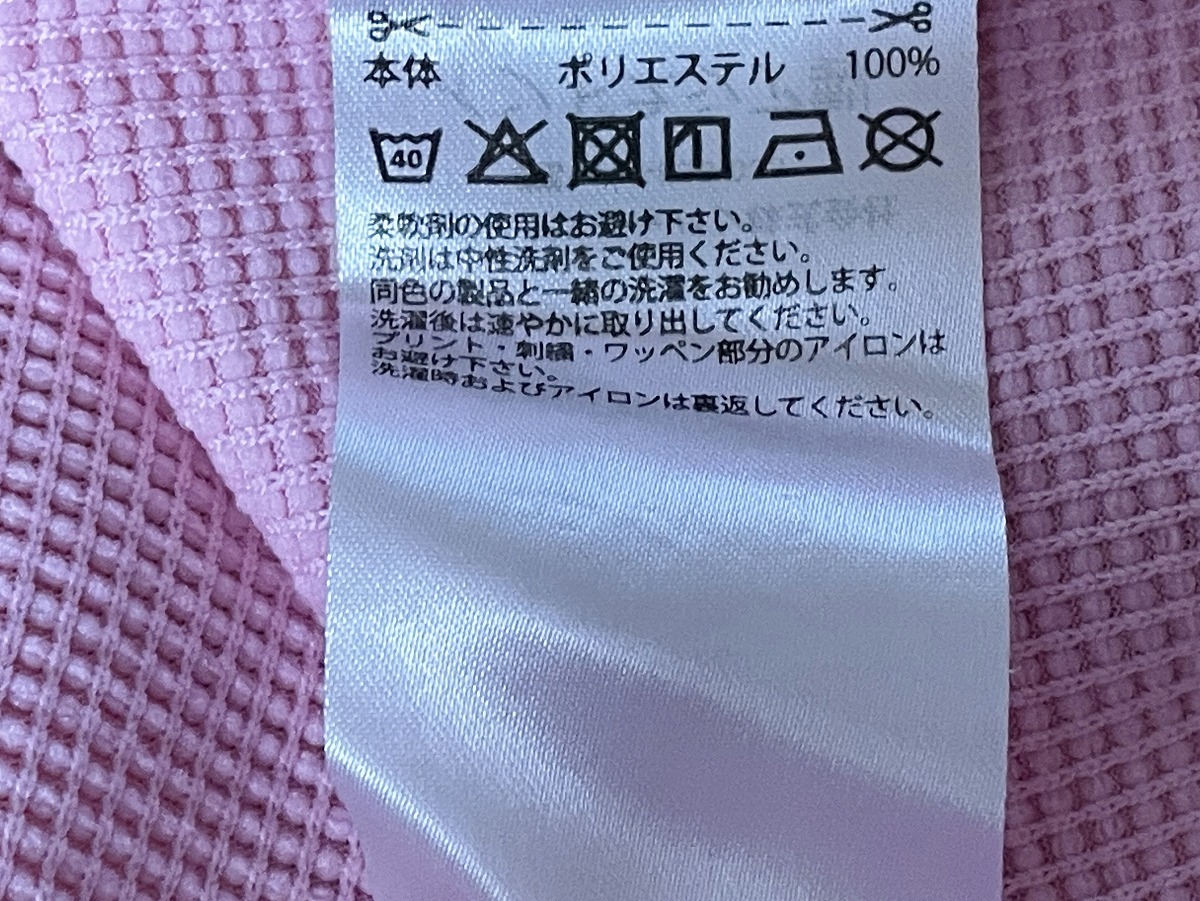 本体 ポリエステル 100%
40
柔軟剤の使用はお避け下さい。
洗剤は中性洗剤をご使用ください。
同色の製品と一緒の洗濯をお勧めします。
洗濯後は速やかに取り出してください。
プリント・刺繍・ワッペン部分のアイロンは
お避け下さい。
洗濯時およびアイロンは裏返してください。